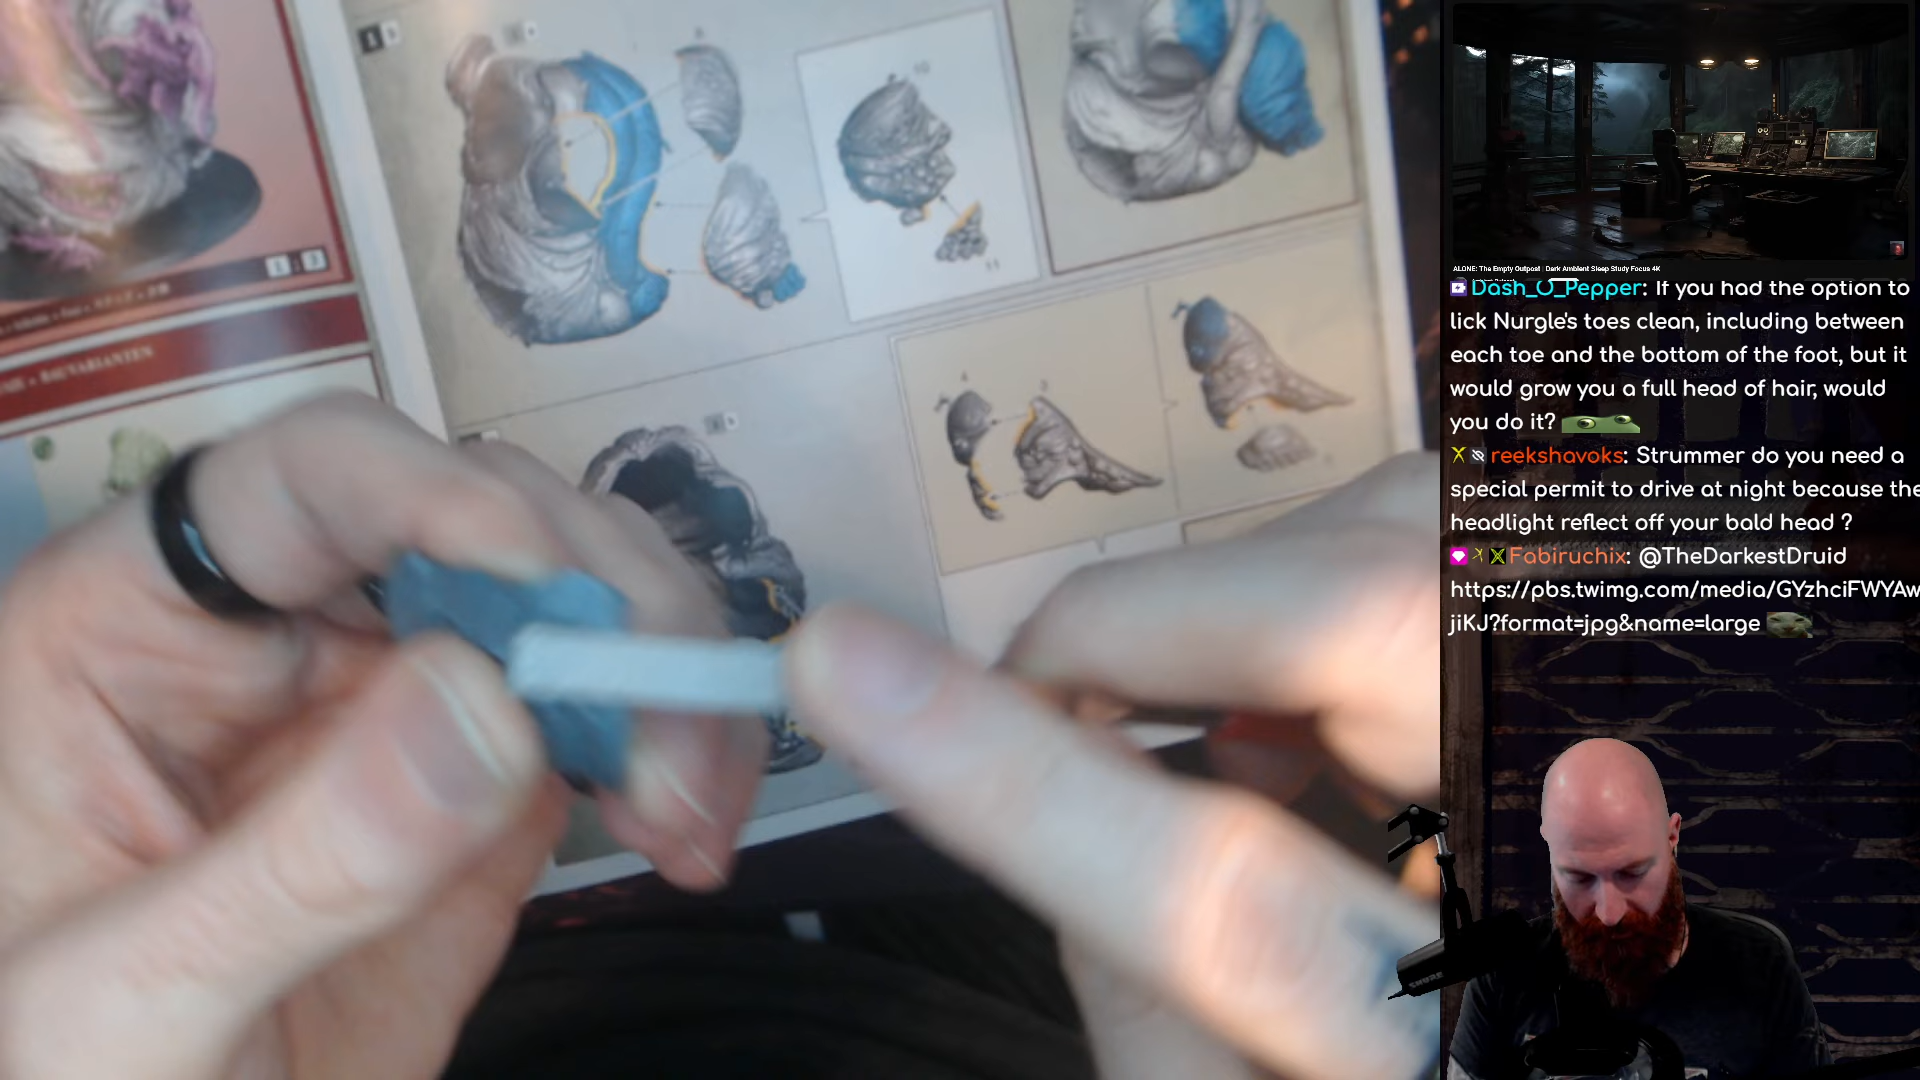 ALONE: The Empty Outpost | Dark Ambient Sleep Study Focus 4K
Dash_O_Pepper: If you had the option to
lick Nurgle's toes clean, including between
each toe and the bottom of the foot, but it
would grow you a full head of hair, would
you do it?
reekshavoks: Strummer do you need a
special permit to drive at night because the
headlight reflect off your bald head ?
Fabiruchix: @TheDarkestDruid
https://pbs.twimg.com/media/GYzhciFWYAw
jiKJ?format=jpg&name=large
BAUVARIANTEN
10
11
SHURE